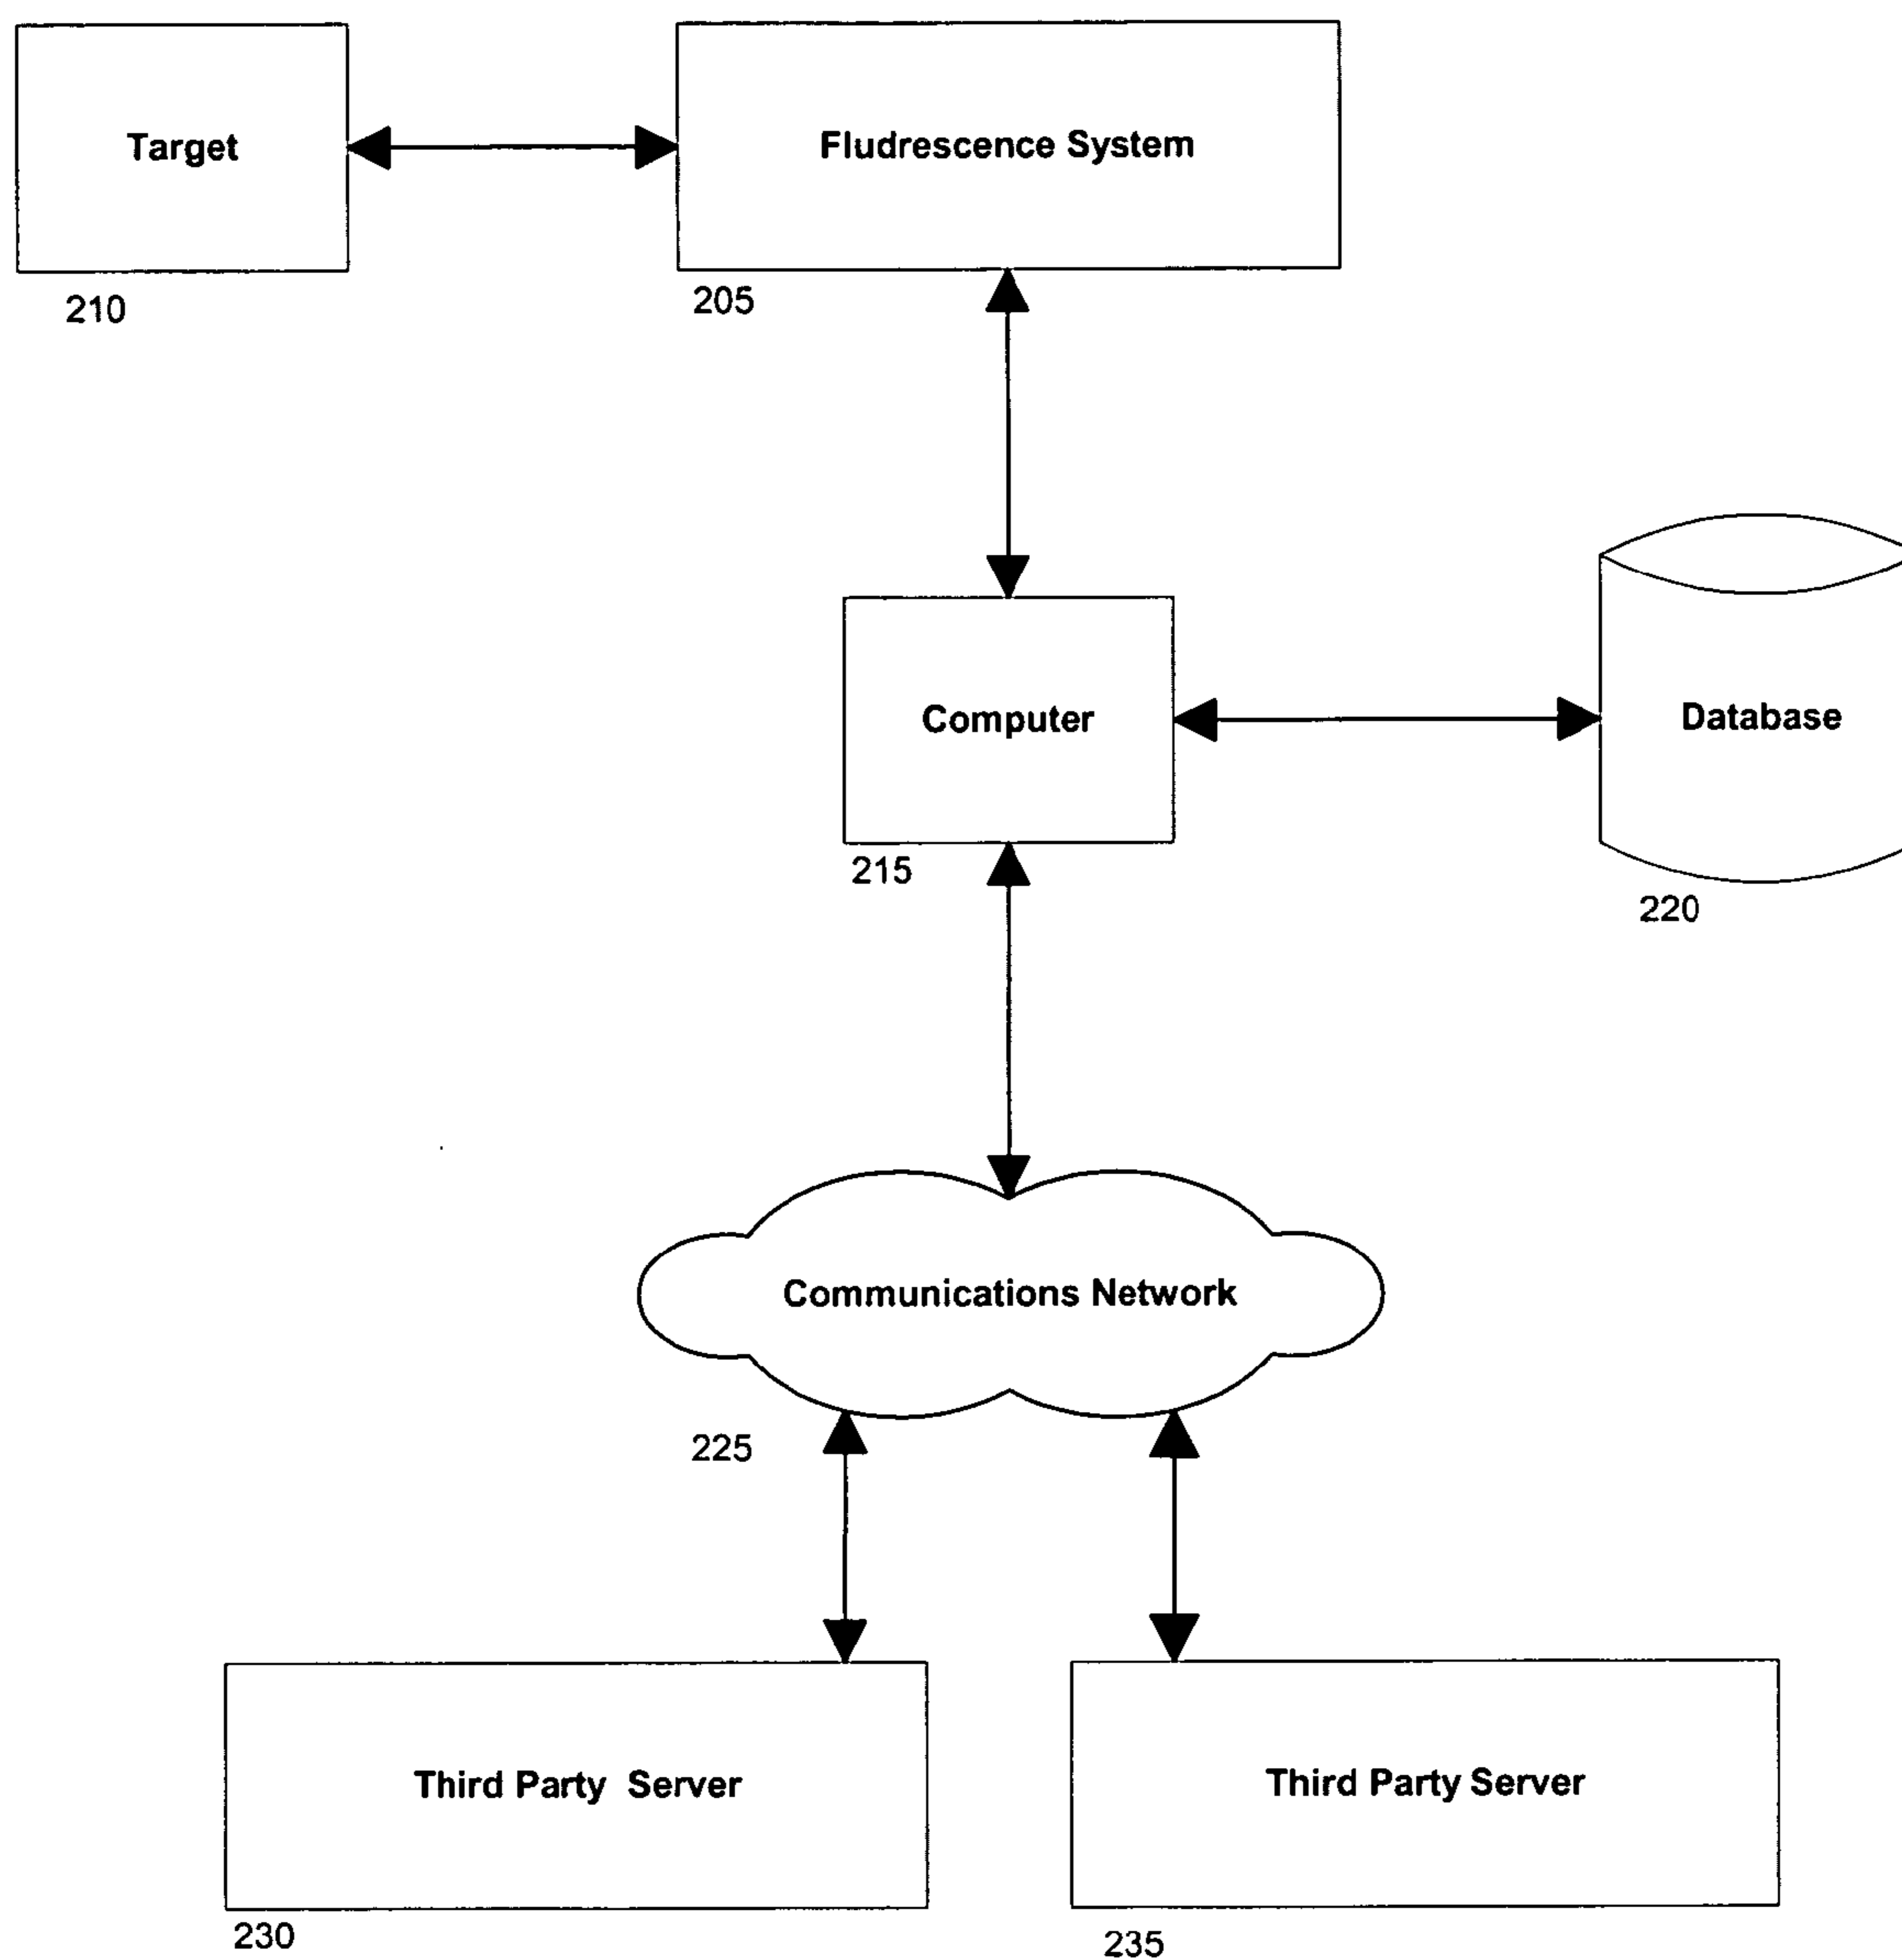 Target
Fludrescence System
210
205
Computer
Database
215
220
Communications Network
225
Third Party Server
Third Party Server
230
235